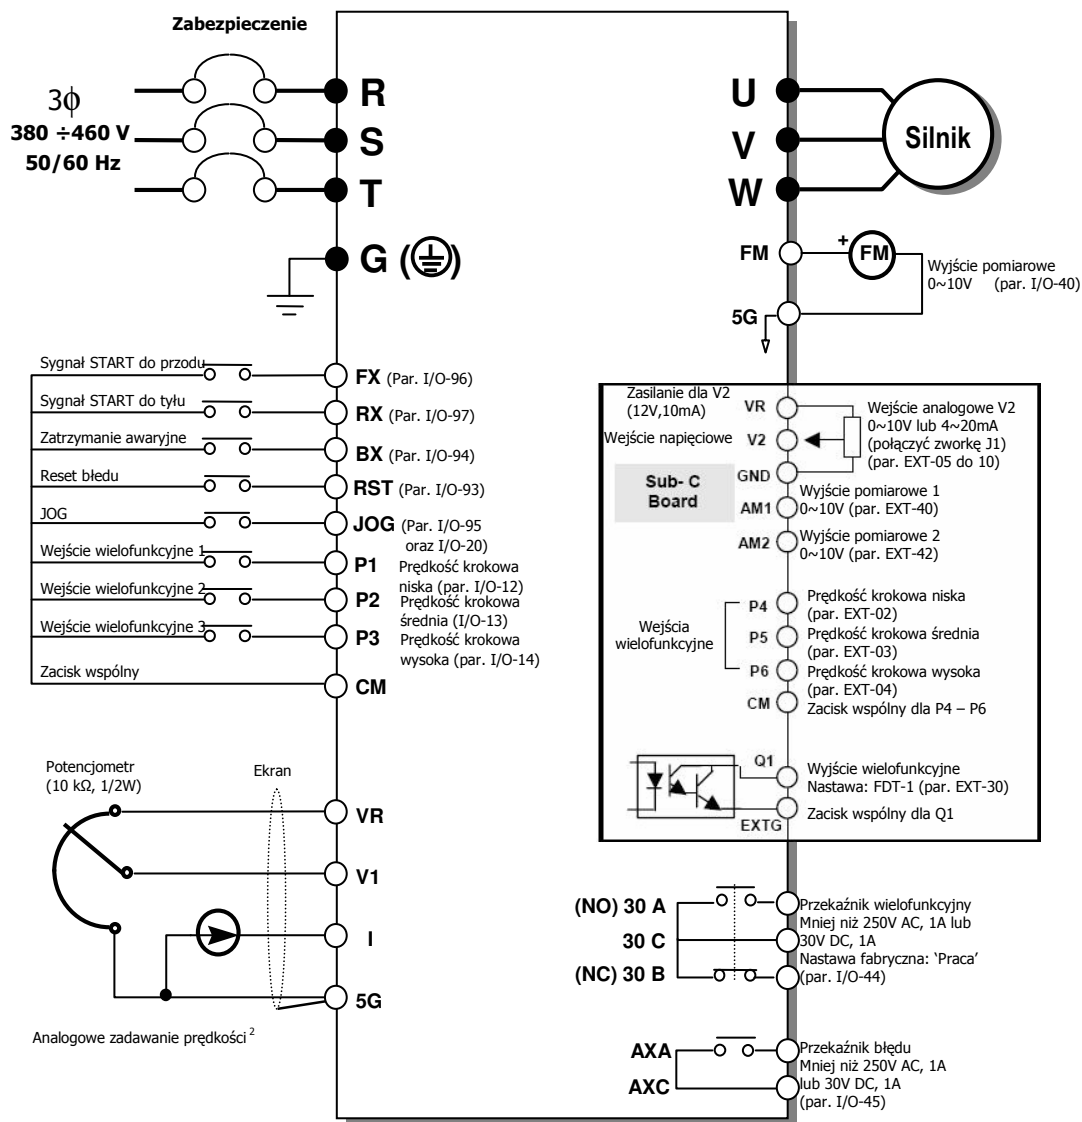 Zabezpieczenie
3ϕ
380 ÷460 V
50/60 Hz
R
S
T
G ( )
U
V
W
Silnik
FM
+
FM
Wyjście pomiarowe
0~10V (par. I/O-40)
5G
Sygnał START do przodu
FX (Par. I/O-96)
Sygnał START do tyłu
RX (Par. I/O-97)
Zatrzymanie awaryjne
BX (Par. I/O-94)
Reset błedu
RST (Par. I/O-93)
JOG
JOG (Par. I/O-95
oraz I/O-20)
Wejście wielofunkcyjne 1
P1 Prędkość krokowa
niska (par. I/O-12)
Wejście wielofunkcyjne 2
P2 Prędkość krokowa
średnia (I/O-13)
Wejście wielofunkcyjne 3
P3 Prędkość krokowa
wysoka (par. I/O-14)
Zacisk wspólny
CM
Zasilanie dla V2
(12V,10mA)
VR
Wejście napięciowe
V2
GND
Wejście analogowe V2
0~10V lub 4~20mA
(połączyć zworkę J1)
(par. EXT-05 do 10)
Sub- C
Board
AM1
Wyjście pomiarowe 1
0~10V (par. EXT-40)
AM2
Wyjście pomiarowe 2
0~10V (par. EXT-42)
Wejścia
wielofunkcyjne
P4
Prędkość krokowa niska
(par. EXT-02)
P5
Prędkość krokowa średnia
(par. EXT-03)
P6
Prędkość krokowa wysoka
(par. EXT-04)
CM
Zacisk wspólny dla P4 – P6
Q1
Wyjście wielofunkcyjne
Nastawa: FDT-1 (par. EXT-30)
EXTG
Zacisk wspólny dla Q1
Potencjometr
(10 kΩ, 1/2W)
Ekran
VR
V1
I
5G
Analogowe zadawanie prędkości 2
(NO) 30 A
30 C
(NC) 30 B
Przekaźnik wielofunkcyjny
Mniej niż 250V AC, 1A lub
30V DC, 1A
Nastawa fabryczna: ‘Praca’
(par. I/O-44)
AXA
AXC
Przekaźnik błędu
Mniej niż 250V AC, 1A
lub 30V DC, 1A
(par. I/O-45)